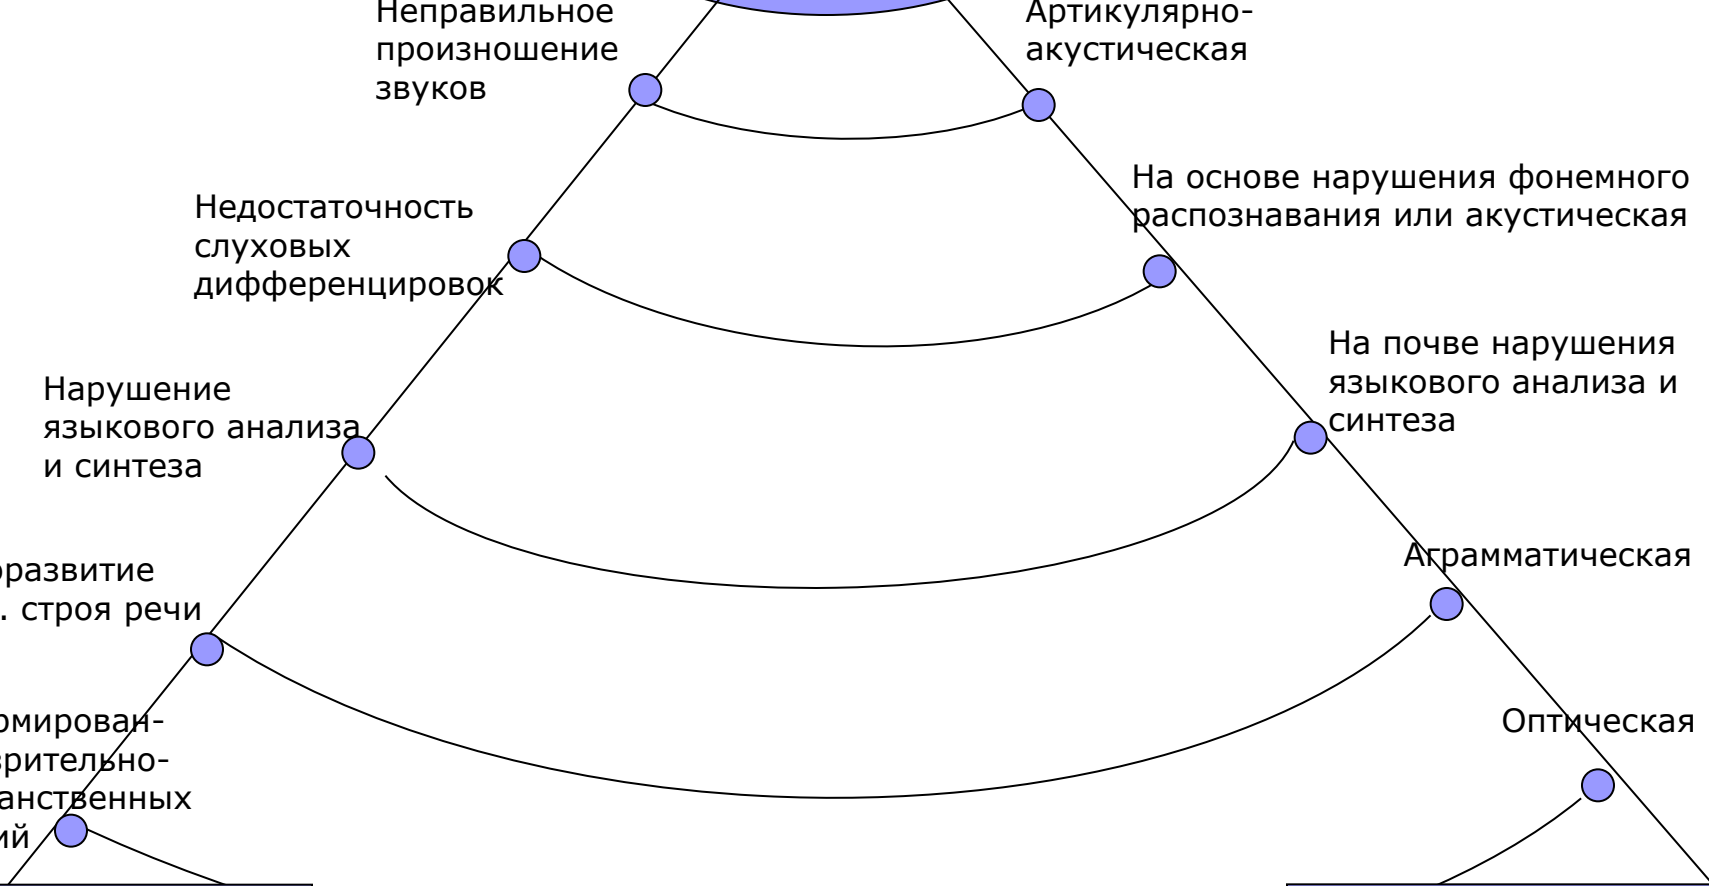 Неправильное
произношение
звуков
Артикулярно-
акустическая
На основе нарушения фонемного
распознавания или акустическая
Недостаточность
слуховых
дифференцировок
На почве нарушения
языкового анализа и
синтеза
Нарушение
языкового анализа
и синтеза
Аграмматическая
строя речи
Оптическая